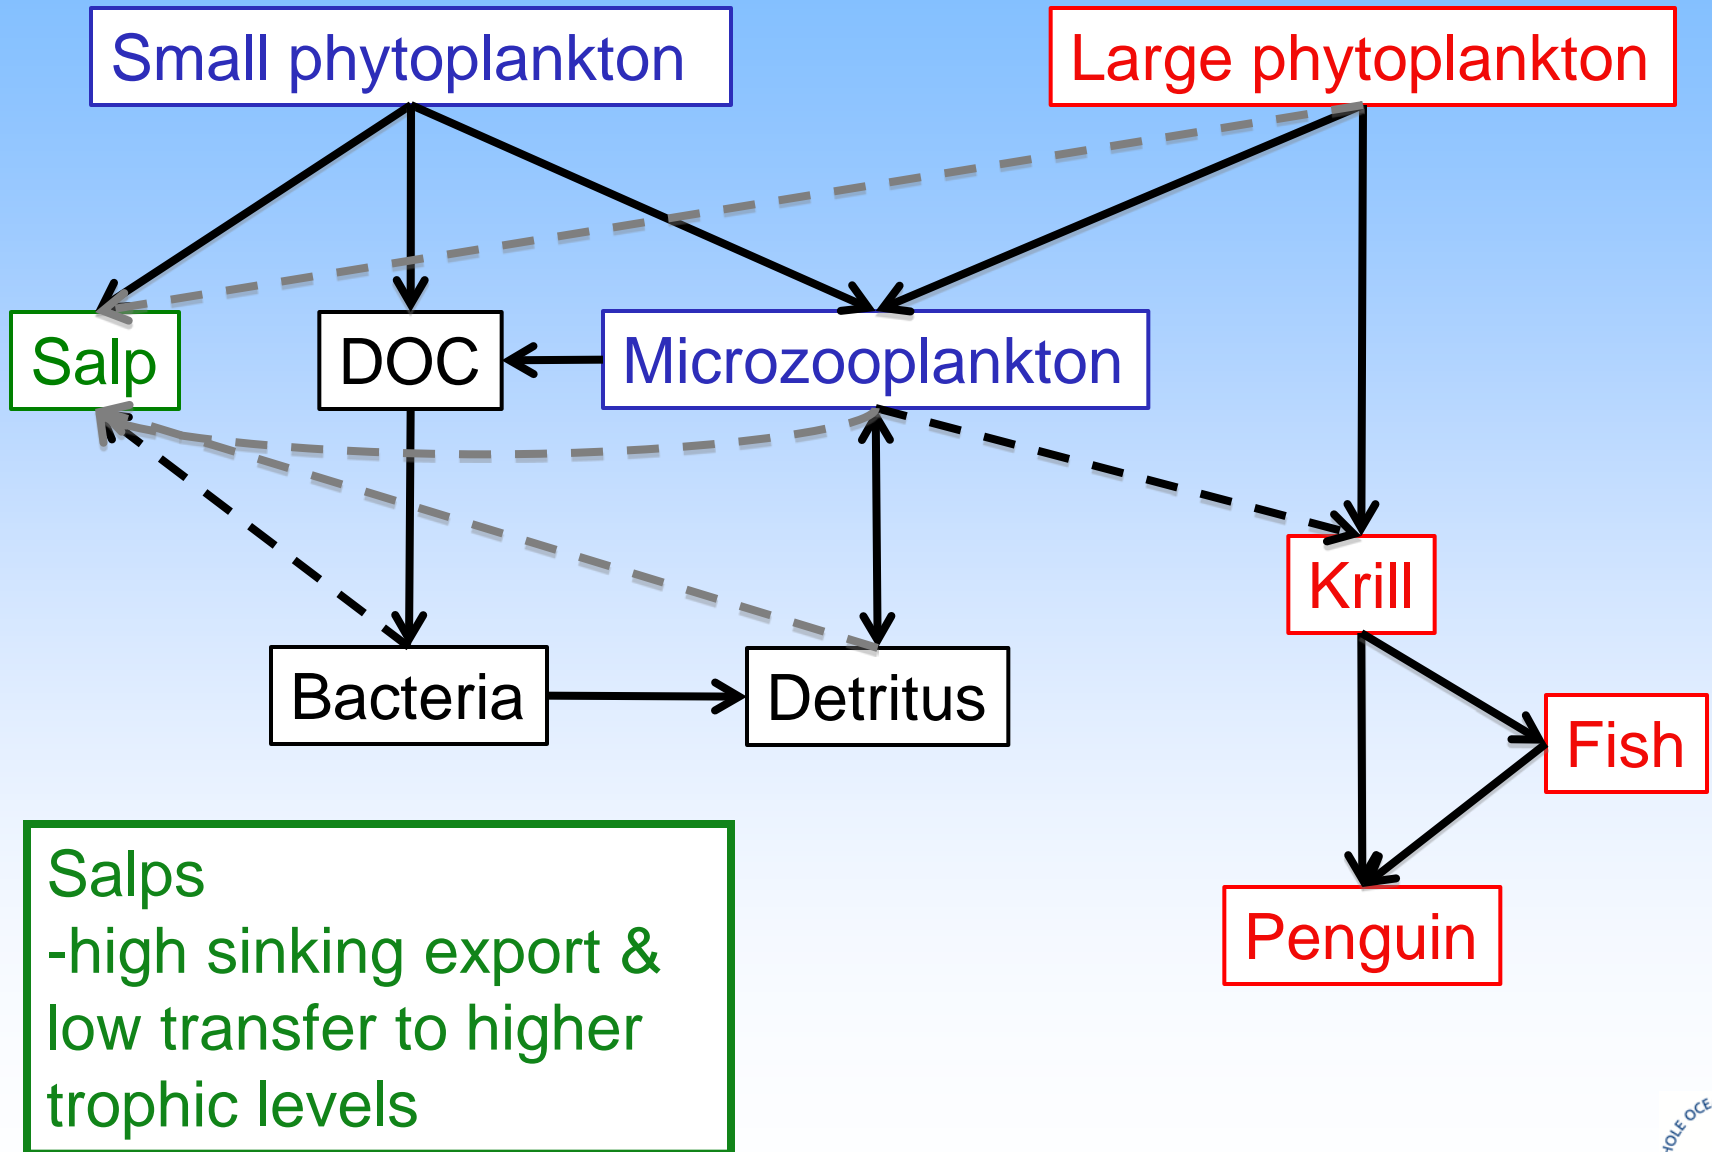 Small phytoplankton
Large phytoplankton
Salp
DOC
Microzooplankton
Krill
Bacteria
Detritus
Fish
Penguin
Salps
-high sinking export &
low transfer to higher
trophic levels